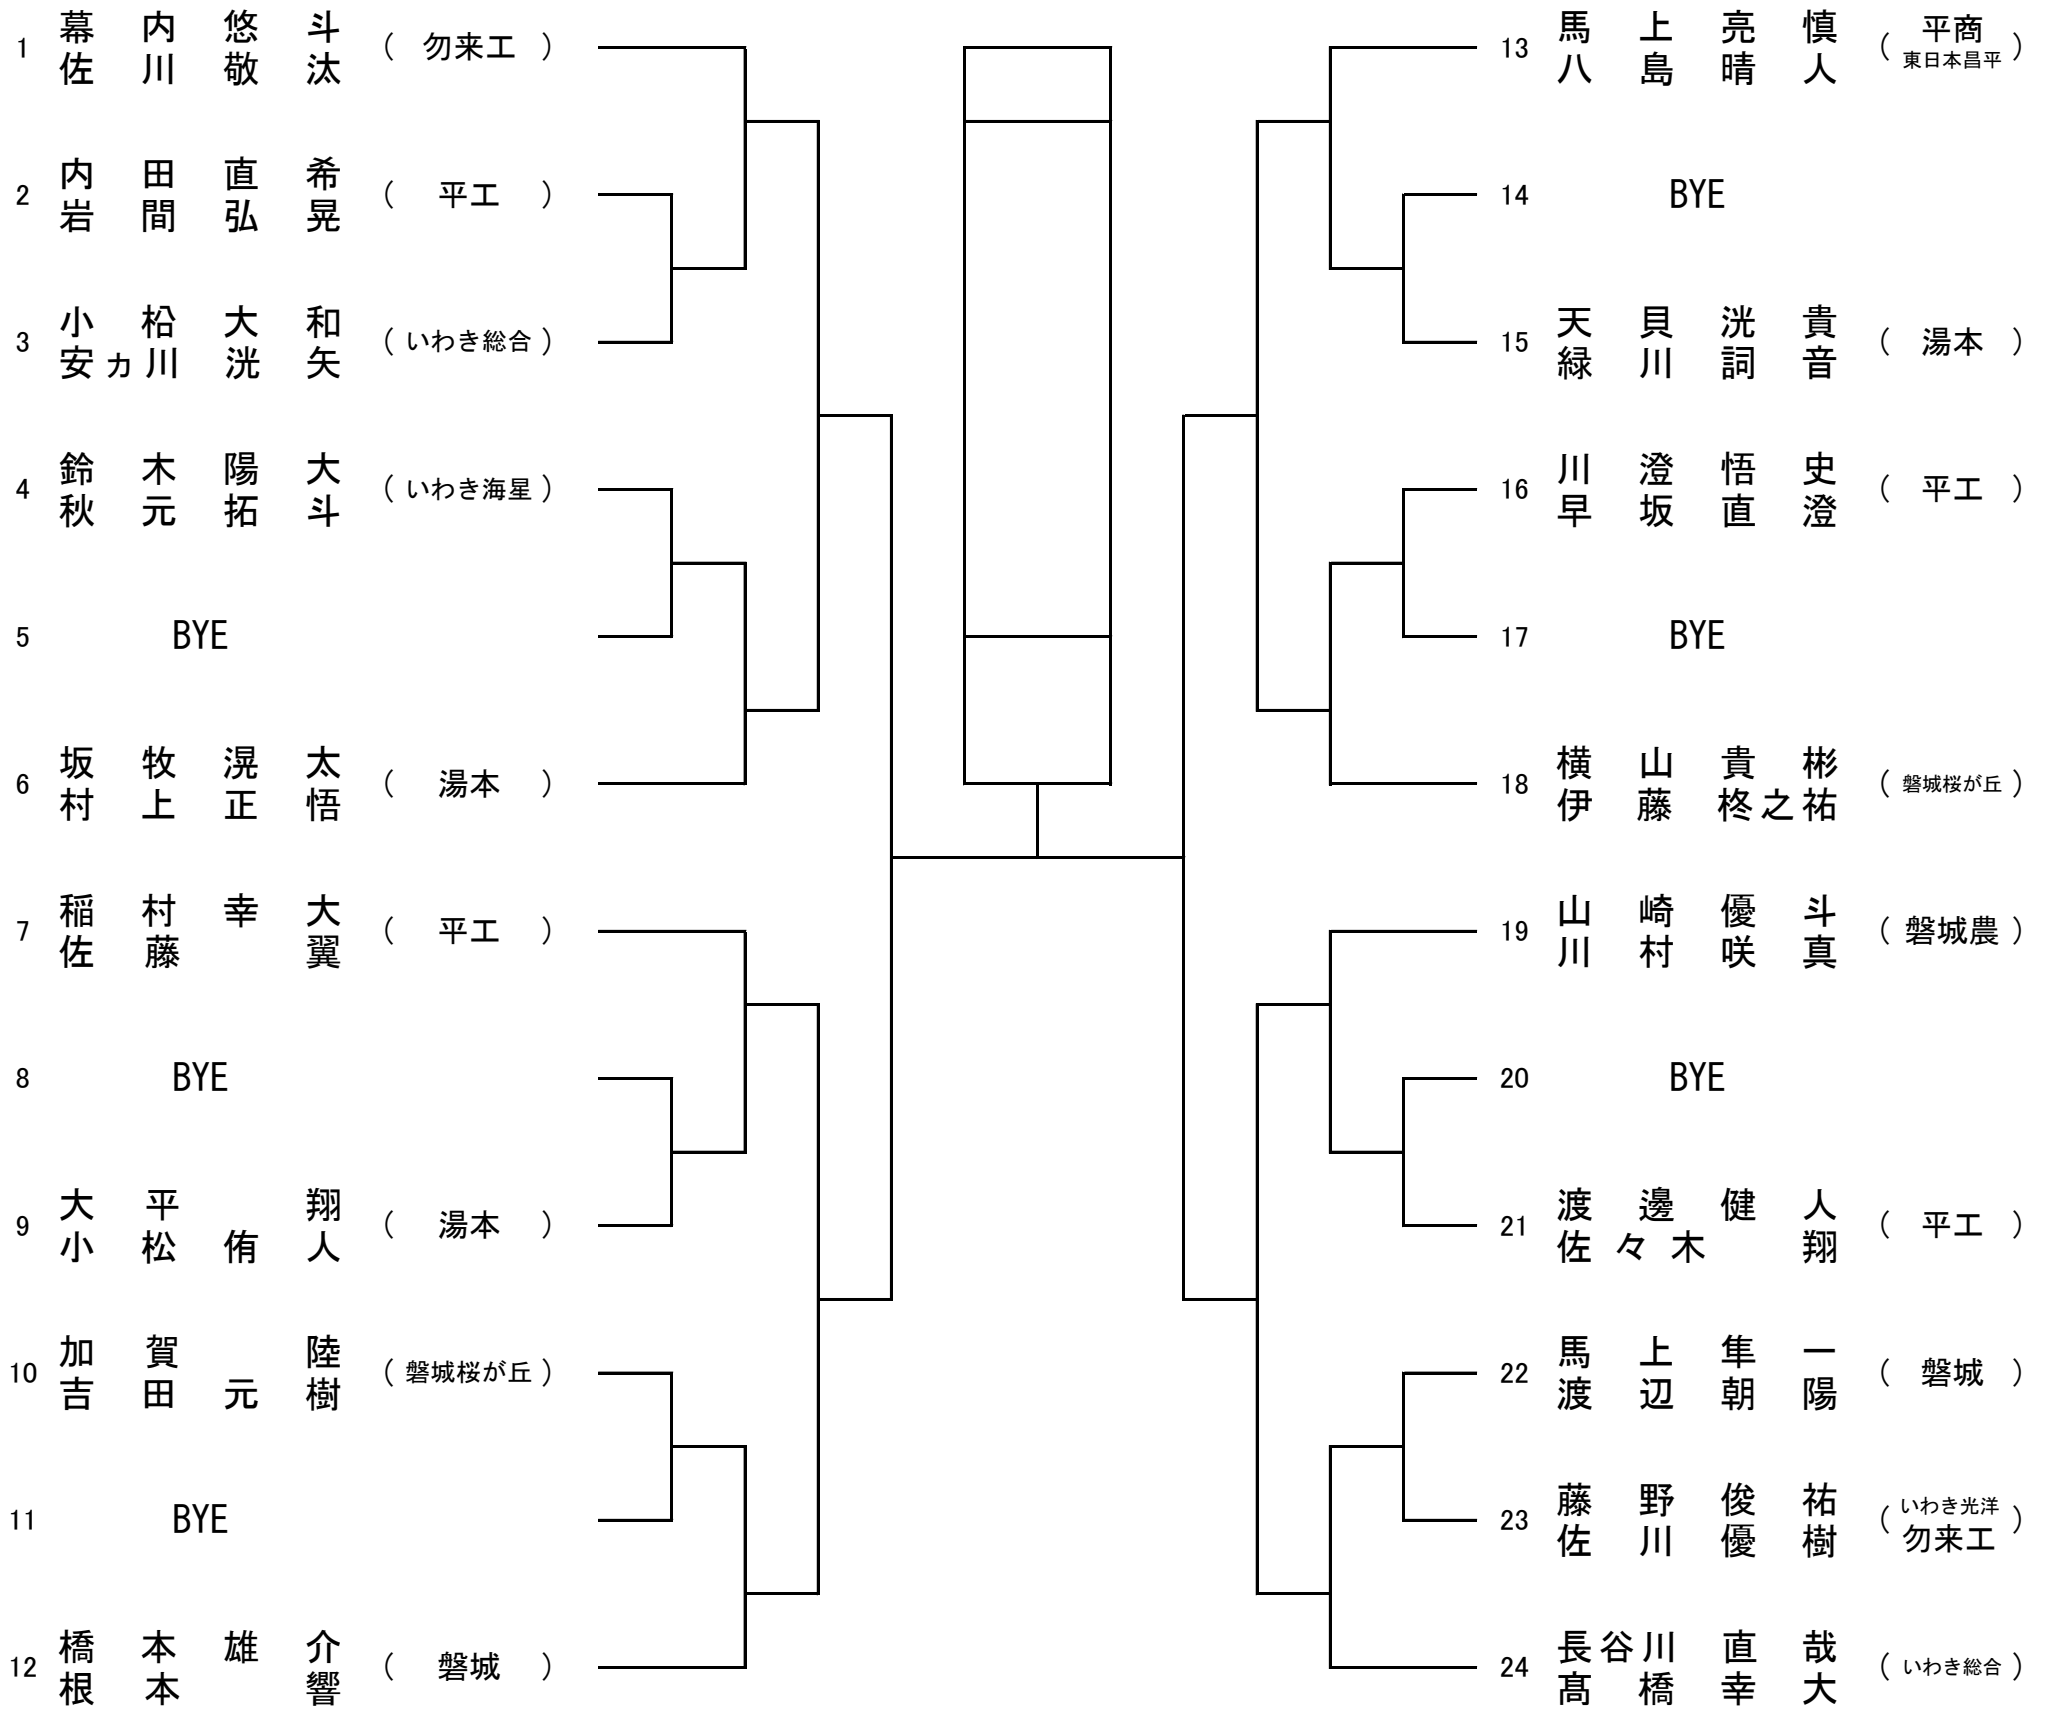 1 幕内悠斗 ( 勿来工 )
佐川敬汰
2 内田直希 ( 平工 )
岩間弘晃
3 小松大和 ( いわき総合 )
安ヵ川洸矢
4 鈴木陽大 ( いわき海星 )
秋元拓斗
5 BYE
6 坂牧滉太 ( 湯本 )
村上正悟
7 稲村幸大 ( 平工 )
佐藤翼
8 BYE
9 大平翔 ( 湯本 )
小松侑人
10 加賀陸 ( 磐城桜が丘 )
吉田元樹
11 BYE
12 橋本雄介 ( 磐城 )
根本響
13 馬上亮慎 ( 平商
八島晴人 東日本昌平 )
14 BYE
15 天貝洸貴 ( 湯本 )
緑川詞音
16 川澄悟史 ( 平工 )
早坂直澄
17 BYE
18 横山貴彬 ( 磐城桜が丘 )
伊藤柊之祐
19 山崎優斗 ( 磐城農 )
川村咲真
20 BYE
21 渡邊健人 ( 平工 )
佐々木翔
22 馬上隼一 ( 磐城 )
渡辺朝陽
23 藤野俊祐 ( いわき光洋
佐川優樹 勿来工 )
24 長谷川直哉 ( いわき総合 )
髙橋幸大